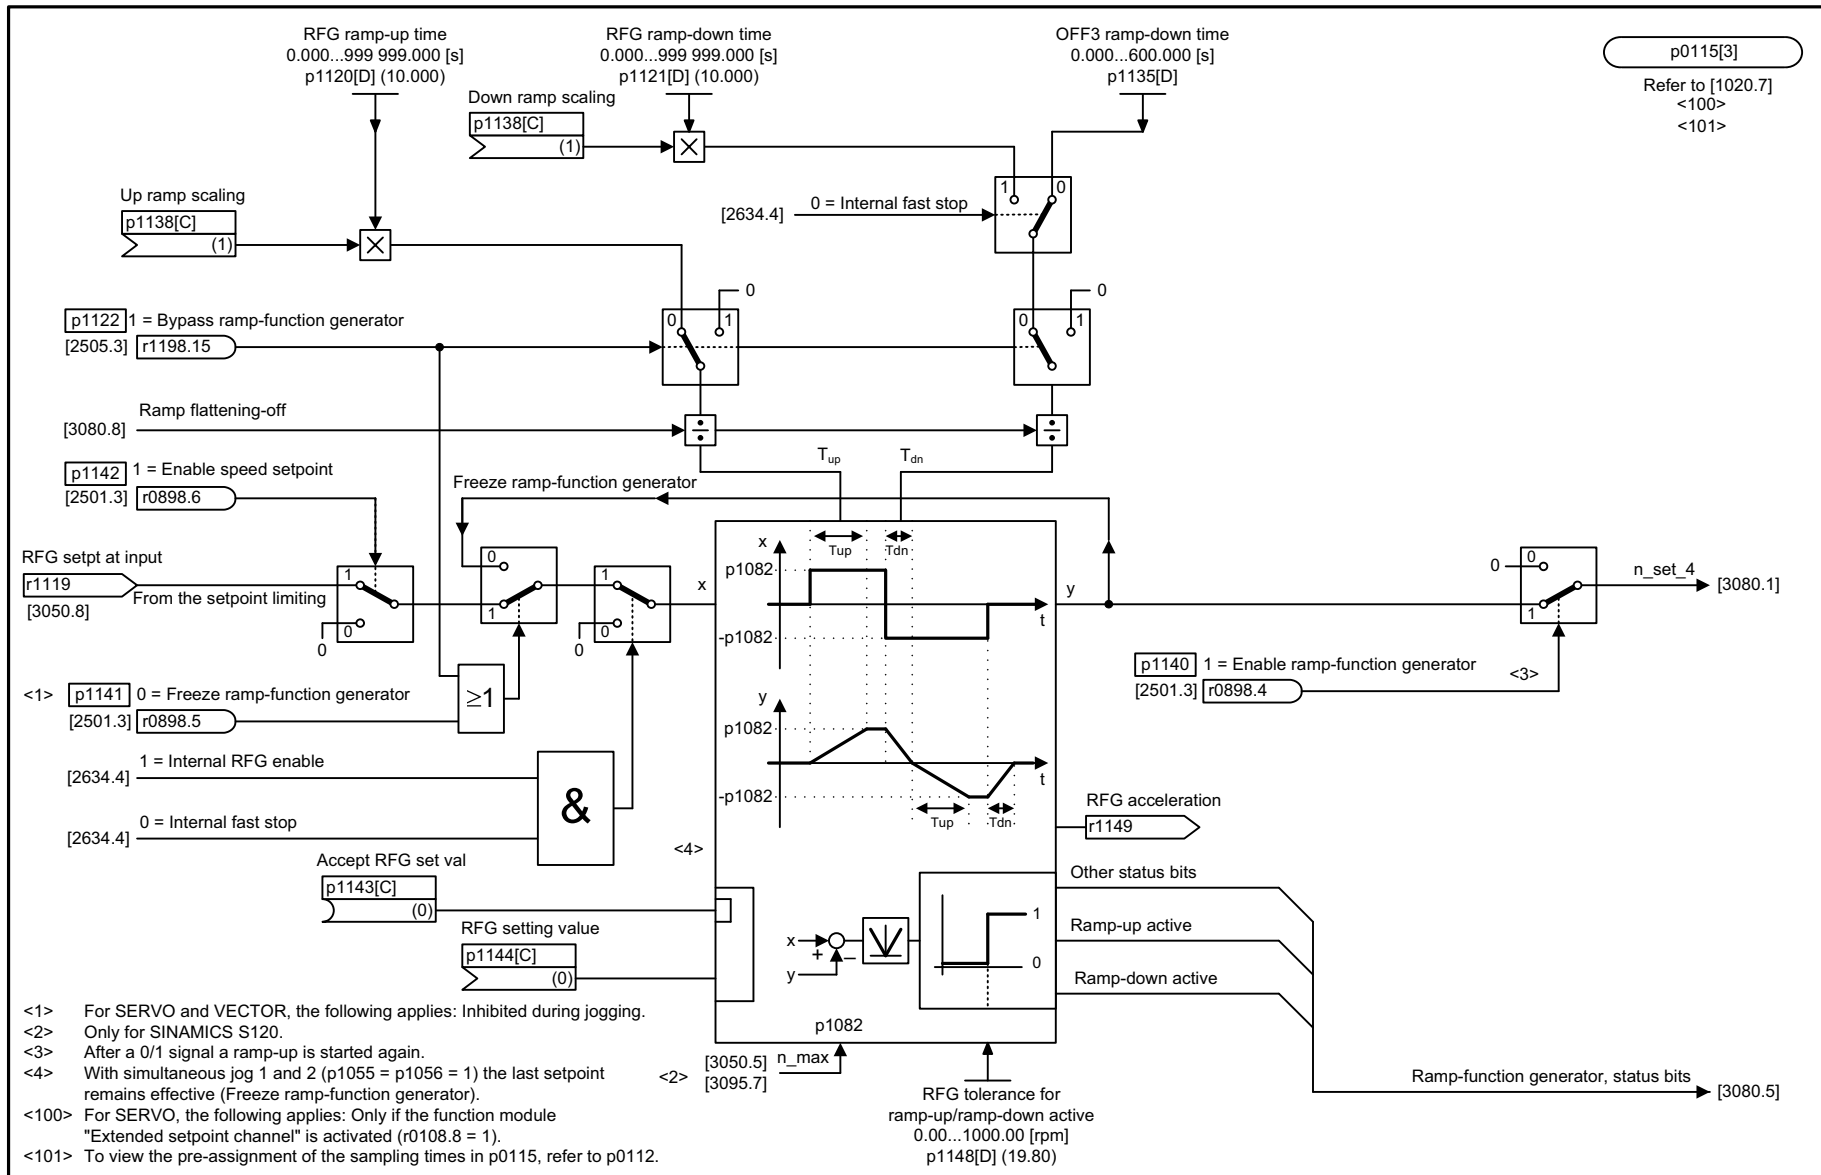 RFG ramp-up time
0.000...999 999.000 [s]
p1120[D] (10.000)
RFG ramp-down time
0.000...999 999.000 [s]
p1121[D] (10.000)
OFF3 ramp-down time
0.000...600.000 [s]
p1135[D]
p0115[3]
Refer to [1020.7]
<100>
<101>
Down ramp scaling
p1138[C]
(1)
Up ramp scaling
p1138[C]
(1)
[2634.4]
0 = Internal fast stop
1
0
p1122
1 = Bypass ramp-function generator
[2505.3]
r1198.15
0
1
0
0
1
0
Ramp flattening-off
[3080.8]
Tup
Tdn
p1142
1 = Enable speed setpoint
[2501.3]
r0898.6
Freeze ramp-function generator
RFG setpt at input
r1119
From the setpoint limiting
[3050.8]
1
0
0
0
1
1
0
0
x
x
Tup
Tdn
p1082
-p1082
t
y
0
0
1
n_set_4
[3080.1]
p1140
1 = Enable ramp-function generator
[2501.3]
r0898.4
<3>
<1>
p1141
0 = Freeze ramp-function generator
[2501.3]
r0898.5
≥1
y
p1082
-p1082
t
Tup
Tdn
1 = Internal RFG enable
[2634.4]
0 = Internal fast stop
[2634.4]
&
RFG acceleration
r1149
<4>
Accept RFG set val
p1143[C]
(0)
RFG setting value
p1144[C]
(0)
x
+
−
y
1
0
Other status bits
Ramp-up active
Ramp-down active
p1082
<2>
[3050.5]
[3095.7]
n_max
RFG tolerance for
ramp-up/ramp-down active
0.00...1000.00 [rpm]
p1148[D] (19.80)
Ramp-function generator, status bits
[3080.5]
<1> For SERVO and VECTOR, the following applies: Inhibited during jogging.
<2> Only for SINAMICS S120.
<3> After a 0/1 signal a ramp-up is started again.
<4> With simultaneous jog 1 and 2 (p1055 = p1056 = 1) the last setpoint
remains effective (Freeze ramp-function generator).
<100> For SERVO, the following applies: Only if the function module
"Extended setpoint channel" is activated (r0108.8 = 1).
<101> To view the pre-assignment of the sampling times in p0115, refer to p0112.